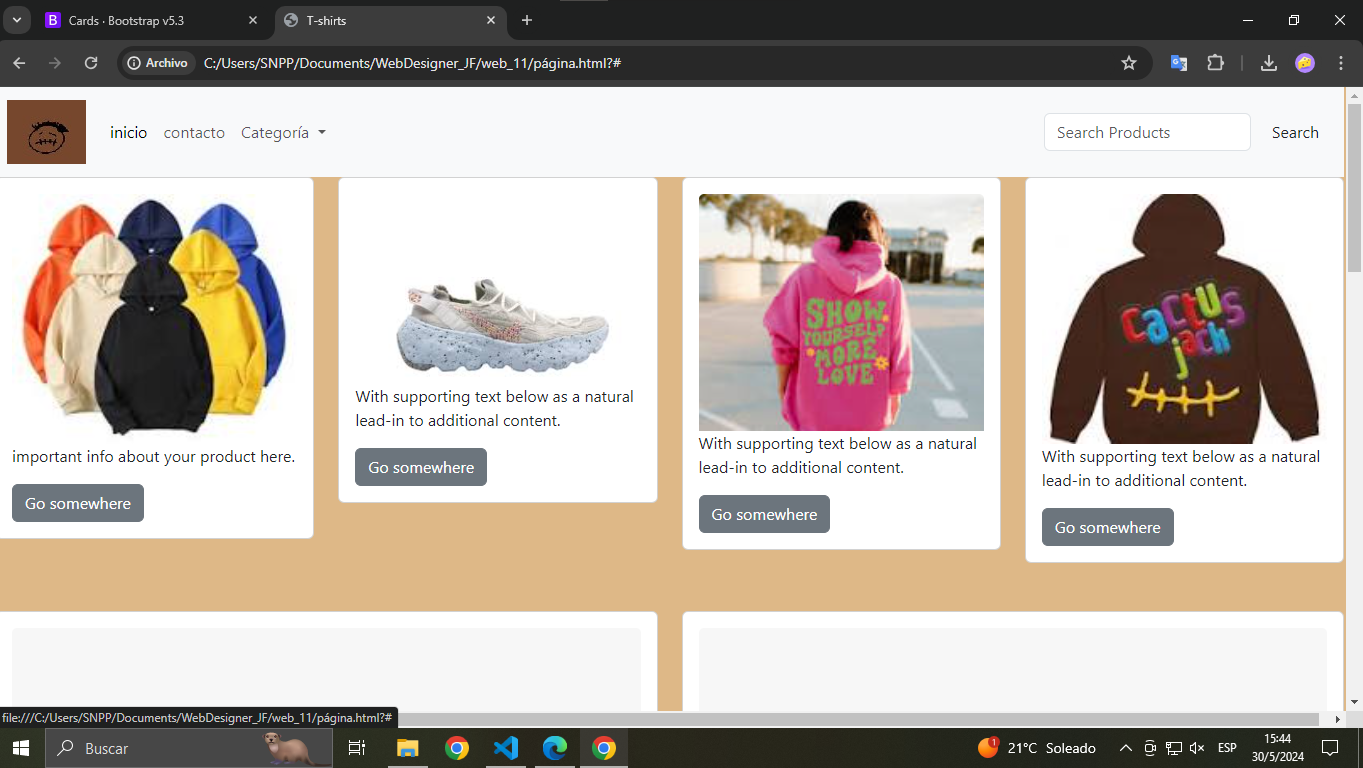 Cards · Bootstrap v5.3
T-shirts
Archivo
C:/Users/SNPP/Documents/WebDesigner_JF/web_11/página.html?#
inicio
contacto
Categoría
Search Products
Search
important info about your product here.
Go somewhere
With supporting text below as a natural
lead-in to additional content.
Go somewhere
SHOW
YOURSELF
MORE
LOVE
With supporting text below as a natural
lead-in to additional content.
Go somewhere
cactus
jack
With supporting text below as a natural
lead-in to additional content.
Go somewhere
file:///C:/Users/SNPP/Documents/WebDesigner_JF/web_11/página.html?#
Buscar
1
21°C Soleado
ESP
15:44
30/5/2024